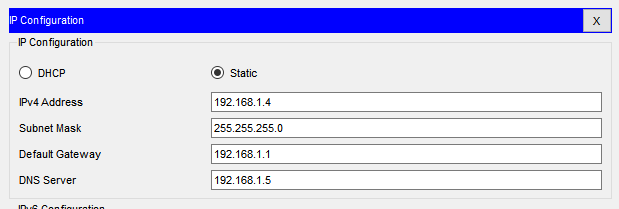 IP Configuration X
IP Configuration
DHCP Static
IPv4 Address 192.168.1.4
Subnet Mask 255.255.255.0
Default Gateway 192.168.1.1
DNS Server 192.168.1.5
IPv6 Configuration